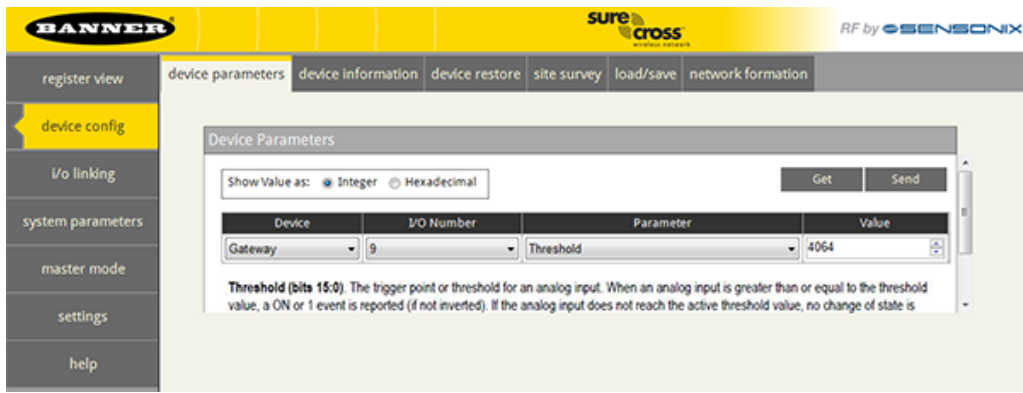 BANNER
sure cross
wireless network
RF by SENSONIX
register view
device config
i/o linking
system parameters
master mode
settings
help
device parameters device information device restore site survey load/save network formation
Device Parameters
Show Value as: Integer Hexadecimal
Get Send
Device I/O Number Parameter Value
Gateway 9 Threshold 4064
Threshold (bits 15:0). The trigger point or threshold for an analog input. When an analog input is greater than or equal to the threshold
value, a ON or 1 event is reported (if not inverted). If the analog input does not reach the active threshold value, no change of state is